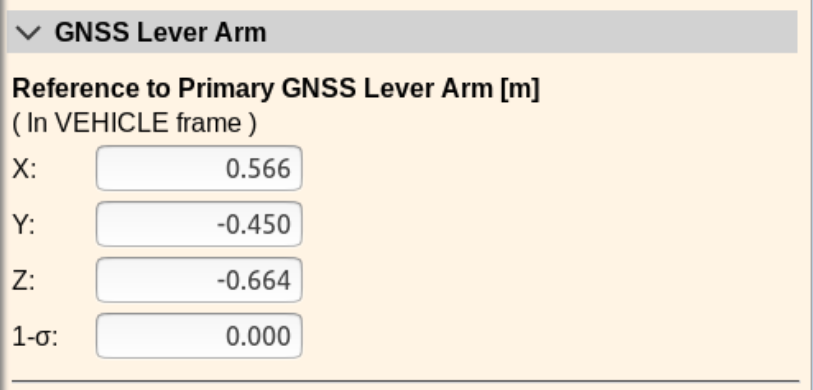 GNSS Lever Arm
Reference to Primary GNSS Lever Arm [m]
( In VEHICLE frame )
X: 0.566
Y: -0.450
Z: -0.664
1-σ: 0.000